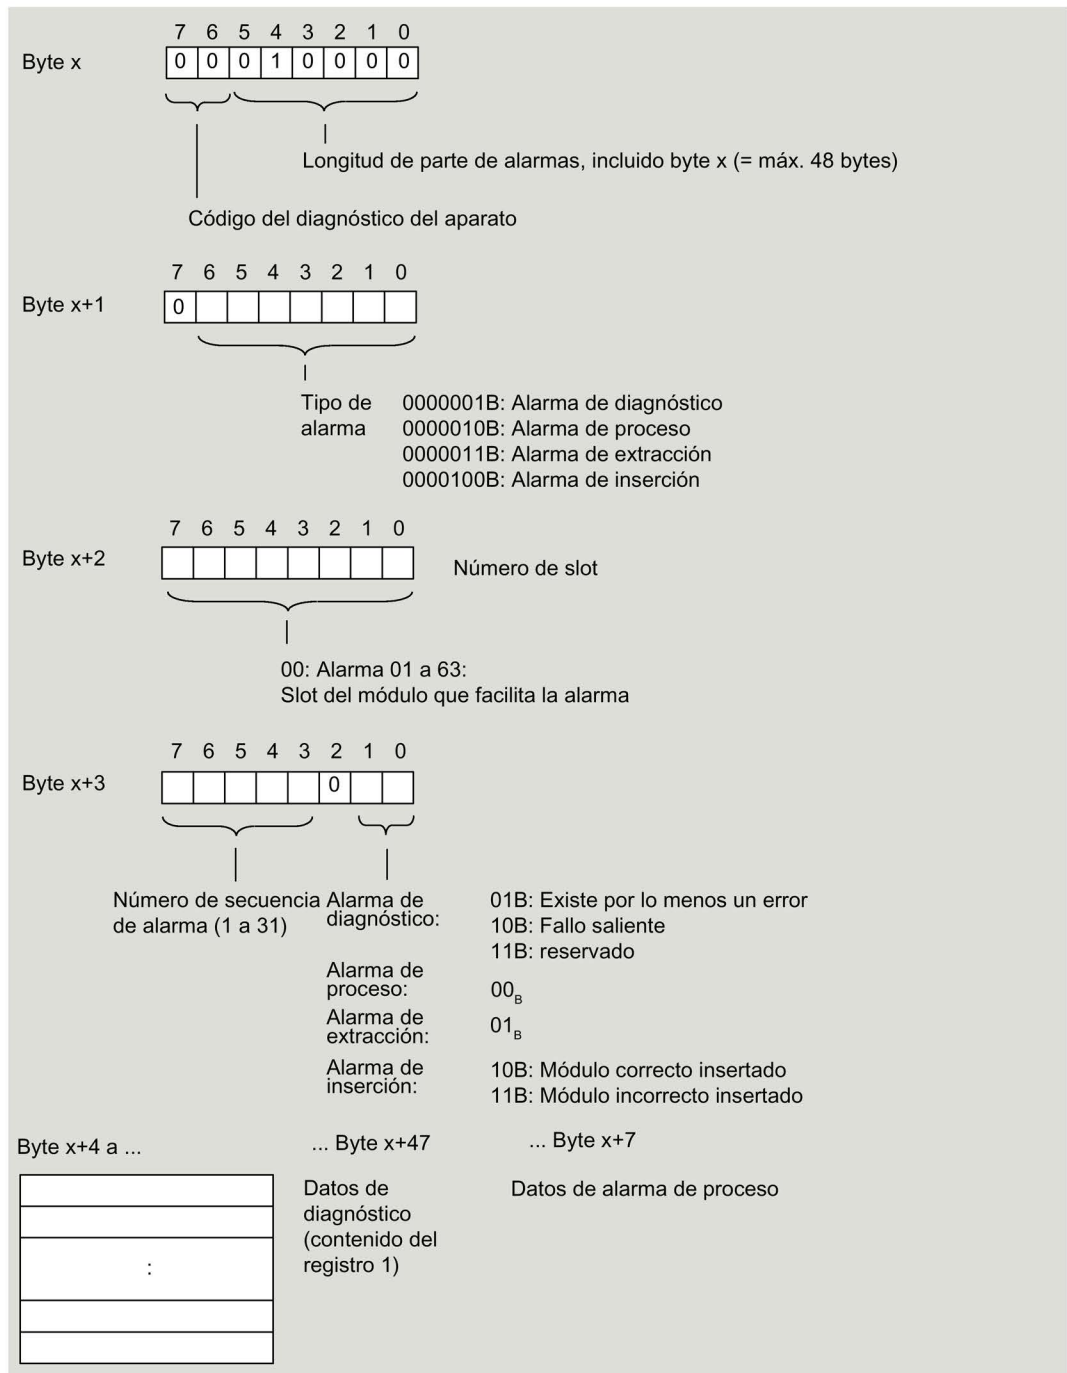 7 6 5 4 3 2 1 0
Byte x 0 0 0 1 0 0 0 0
Longitud de parte de alarmas, incluido byte x (= máx. 48 bytes)
Código del diagnóstico del aparato
7 6 5 4 3 2 1 0
Byte x+1 0
Tipo de alarma
0000001B: Alarma de diagnóstico
0000010B: Alarma de proceso
0000011B: Alarma de extracción
0000100B: Alarma de inserción
7 6 5 4 3 2 1 0
Byte x+2 Número de slot
00: Alarma 01 a 63:
Slot del módulo que facilita la alarma
7 6 5 4 3 2 1 0
Byte x+3 0
Número de secuencia
de alarma (1 a 31)
Alarma de
diagnóstico:
01B: Existe por lo menos un error
10B: Fallo saliente
11B: reservado
Alarma de
proceso: 00B
Alarma de
extracción: 01B
Alarma de
inserción:
10B: Módulo correcto insertado
11B: Módulo incorrecto insertado
Byte x+4 a ... ... Byte x+47 ... Byte x+7
Datos de
diagnóstico
(contenido del
registro 1)
Datos de alarma de proceso
: